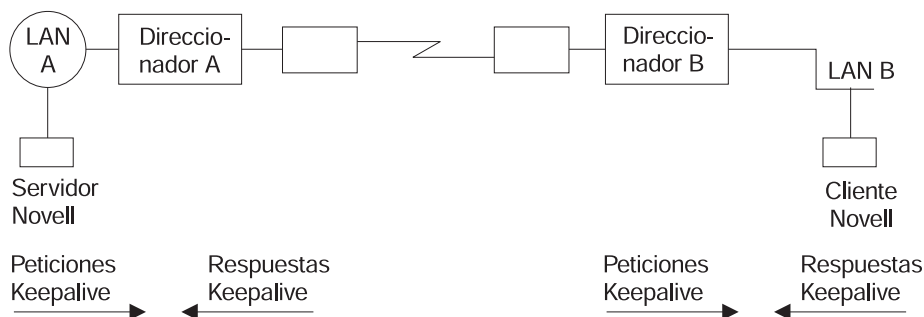 LAN
A
Direccio-
nador A
Direccio-
nador B
LAN B
Servidor
Novell
Cliente
Novell
Peticiones
Keepalive
Respuestas
Keepalive
Peticiones
Keepalive
Respuestas
Keepalive